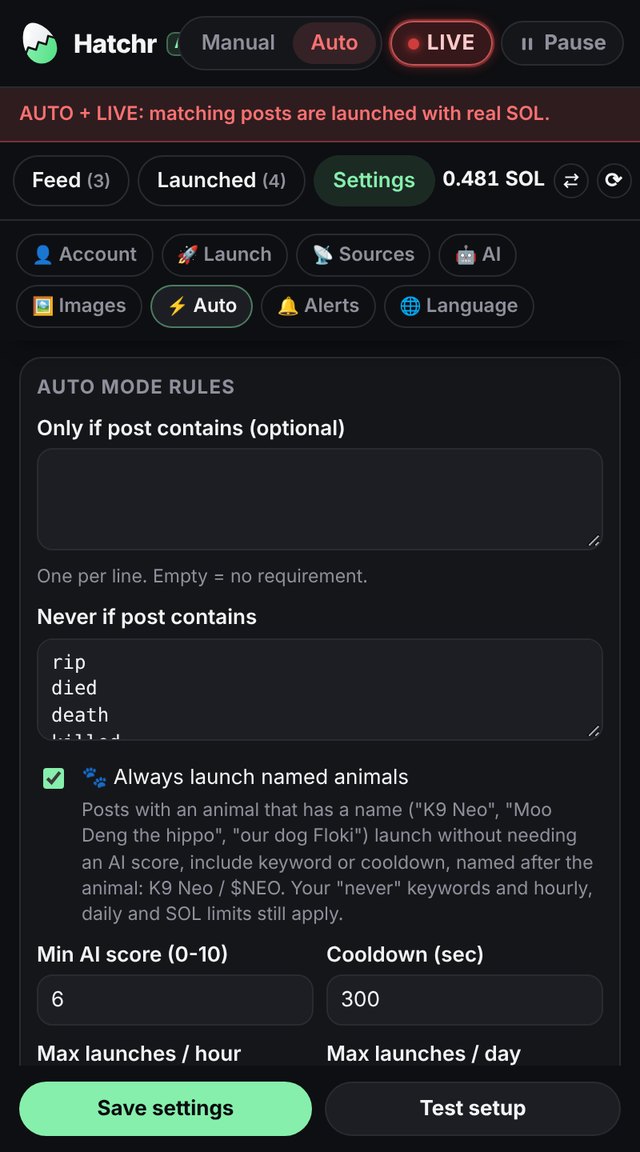 Hatchr
Manual
Auto
LIVE
Pause
AUTO + LIVE: matching posts are launched with real SOL.
Feed (3)
Launched (4)
Settings
0.481 SOL
Account
Launch
Sources
AI
Images
Auto
Alerts
Language
AUTO MODE RULES
Only if post contains (optional)
One per line. Empty = no requirement.
Never if post contains
rip
died
death
killed
Always launch named animals
Posts with an animal that has a name ("K9 Neo", "Moo
Deng the hippo", "our dog Floki") launch without needing
an AI score, include keyword or cooldown, named after the
animal: K9 Neo / $NEO. Your "never" keywords and hourly,
daily and SOL limits still apply.
Min AI score (0-10)
Cooldown (sec)
6
300
Max launches / hour
Max launches / day
Save settings
Test setup